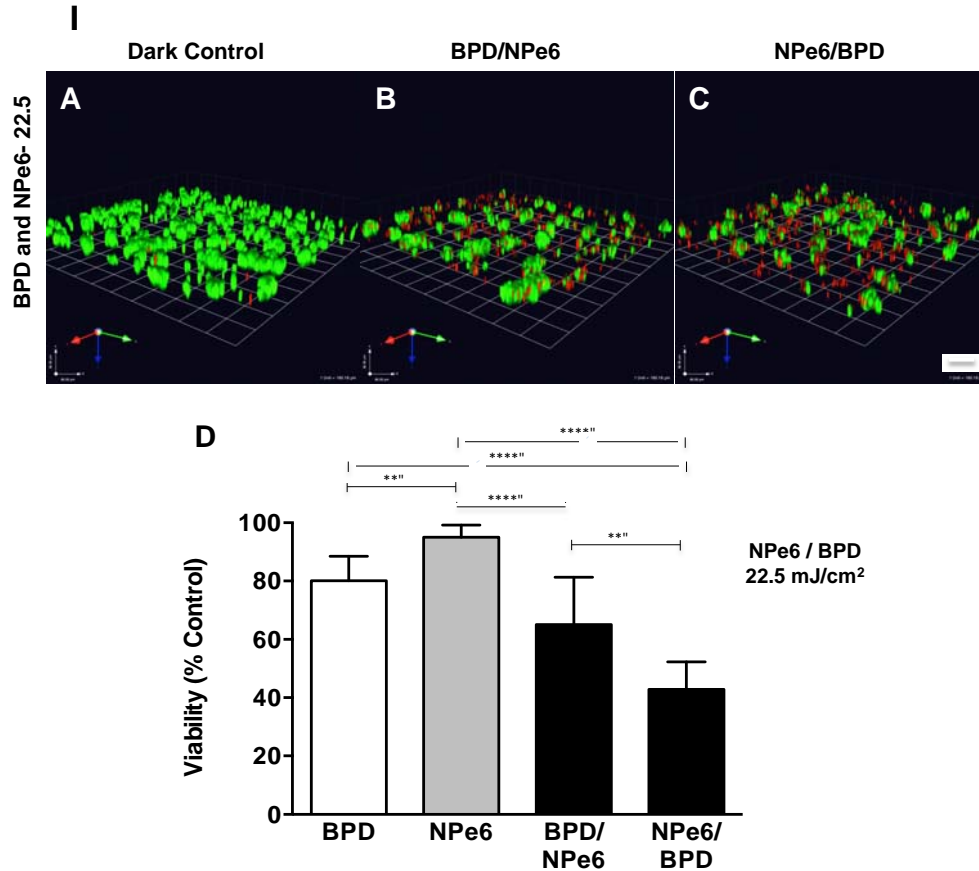 I
Dark Control
BPD/NPe6
NPe6/BPD
BPD and NPe6- 22.5
A
B
C
D
****"
****"
**"
****"
**"
NPe6 / BPD
22.5 mJ/cm²
Viability (% Control)
100
80
60
40
20
0
BPD
NPe6
BPD/
NPe6
NPe6/
BPD